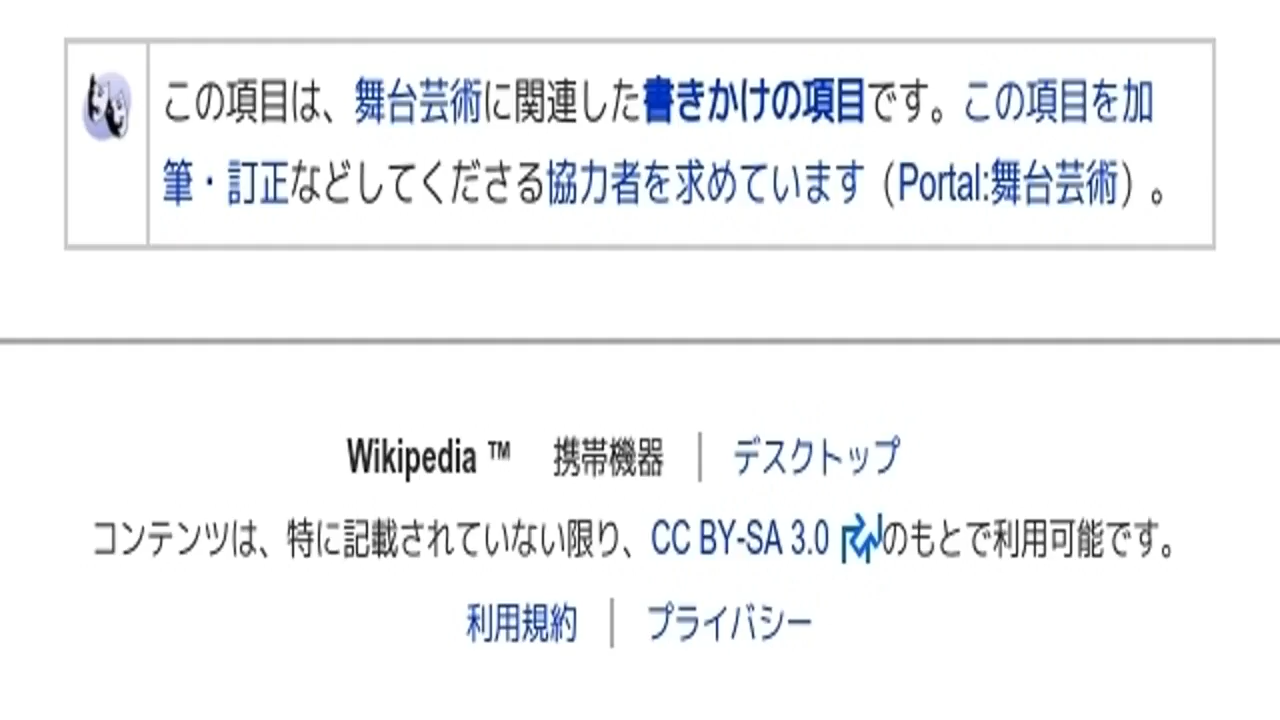 この項目は、舞台芸術に関連した書きかけの項目です。この項目を加
筆・訂正などしてくださる協力者を求めています（Portal:舞台芸術）。
Wikipedia ™ 携帯機器 | デスクトップ
コンテンツは、特に記載されていない限り、CC BY-SA 3.0 のもとで利用可能です。
利用規約 | プライバシー